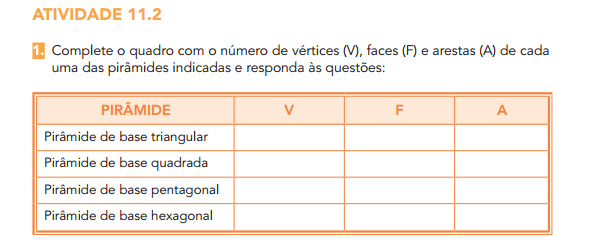 ATIVIDADE 11.2
1. Complete o quadro com o número de vértices (V), faces (F) e arestas (A) de cada
uma das pirâmides indicadas e responda às questões:
PIRÂMIDE V F A
Pirâmide de base triangular
Pirâmide de base quadrada
Pirâmide de base pentagonal
Pirâmide de base hexagonal